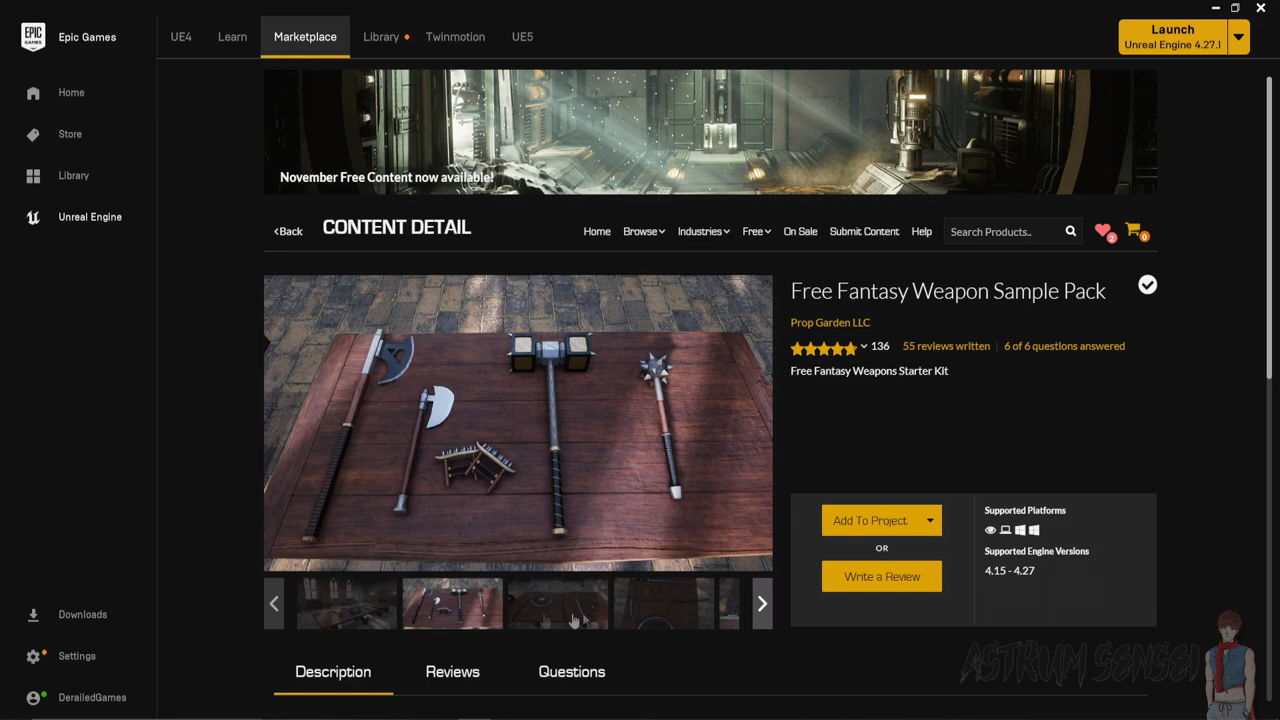 EPIC GAMES
Epic Games
UE4
Learn
Marketplace
Library
Twinmotion
UE5
Launch
Unreal Engine 4.27.1
Home
Store
Library
Unreal Engine
November Free Content now available!
Back
CONTENT DETAIL
Home
Browse
Industries
Free
On Sale
Submit Content
Help
Search Products..
2
0
Free Fantasy Weapon Sample Pack
Prop Garden LLC
136
55 reviews written
6 of 6 questions answered
Free Fantasy Weapons Starter Kit
Add To Project
OR
Write a Review
Supported Platforms
Supported Engine Versions
4.15 - 4.27
Description
Reviews
Questions
Downloads
Settings
DerailedGames
ASTRUM SENSEI